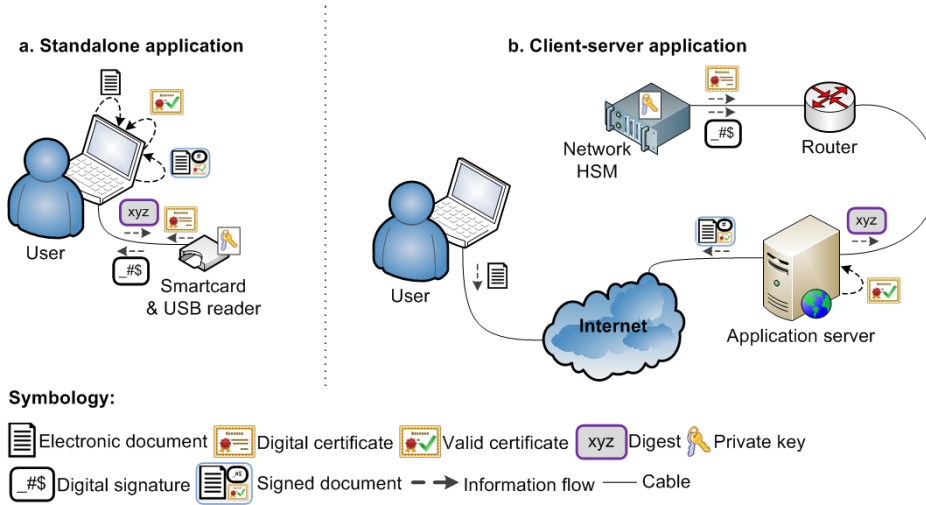 a. Standalone application
b. Client-server application
_#$
Network
HSM
Router
User
xyz
_#$
Smartcard
& USB reader
User
xyz
Internet
Application server
Symbology:
Electronic document Digital certificate Valid certificate xyz Digest Private key
_#$ Digital signature _#$ Signed document Information flow Cable